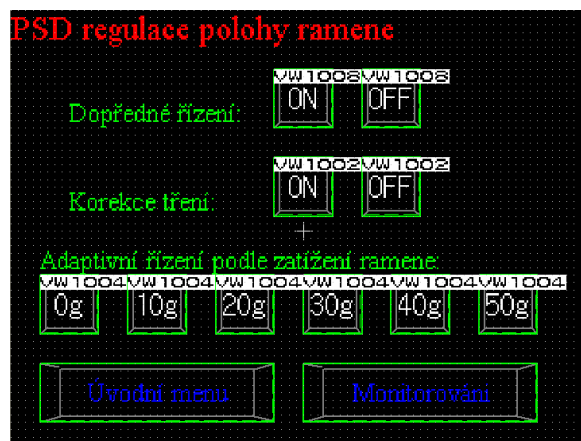 PSD regulace polohy ramene
VW1008 VW1008
ON OFF
Dopředné řízení:
VW1002 VW1002
ON OFF
Korekce tření:
Adaptivní řízení podle zatížení ramene:
VW1004 VW1004 VW1004 VW1004 VW1004 VW1004
0g 10g 20g 30g 40g 50g
Úvodní menu Monitorování